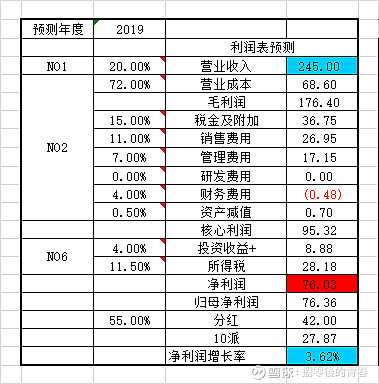 预测年度 2019
利润表预测
NO1 20.00% 营业收入 245.00
72.00% 营业成本 68.60
毛利润 176.40
15.00% 税金及附加 36.75
11.00% 销售费用 26.95
NO2 7.00% 管理费用 17.15
0.00% 研发费用 0.00
4.00% 财务费用 (0.48)
0.50% 资产减值 0.70
核心利润 95.32
NO6 4.00% 投资收益+ 8.88
11.50% 所得税 28.18
净利润 76.03
归母净利润 76.36
55.00% 分红 42.00
10派 27.87
净利润增长率 3.62%
雪球：捌零後的青春